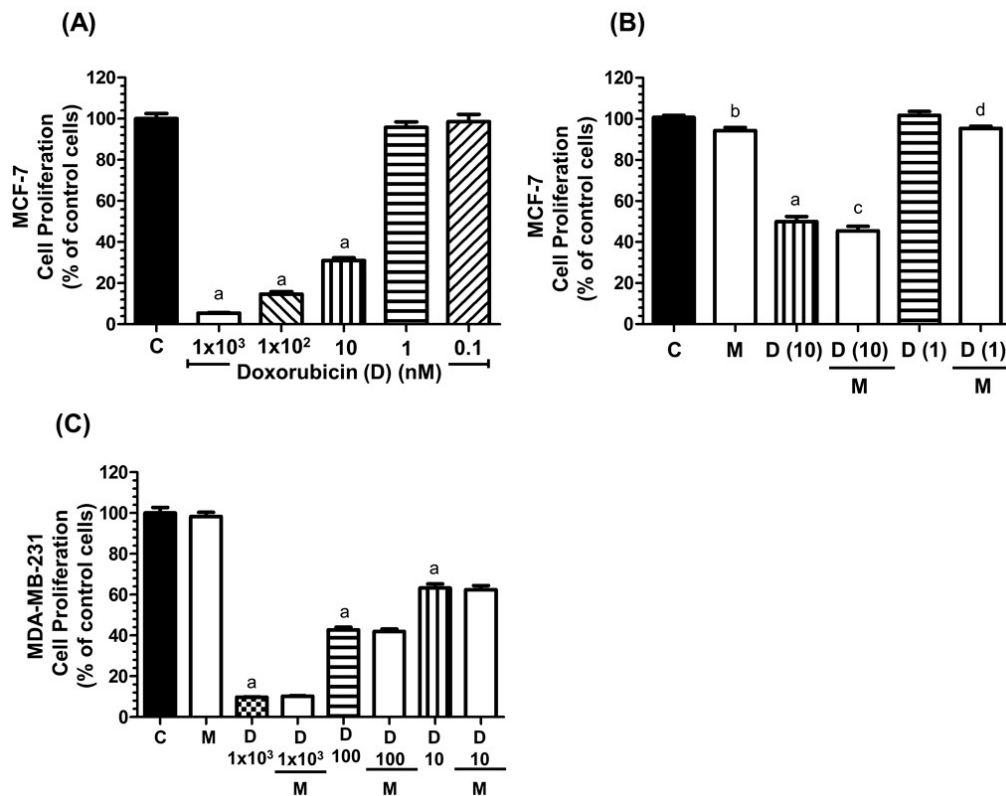 (A)
MCF-7
Cell Proliferation
(% of control cells)
120
100
80
60
40
20
0
a
a
a
C
1x10³
1x10²
10
1
0.1
Doxorubicin (D) (nM)
(B)
MCF-7
Cell Proliferation
(% of control cells)
120
100
80
60
40
20
0
b
a
c
d
C
M
D (10)
D (10)
M
D (1)
D (1)
M
(C)
MDA-MB-231
Cell Proliferation
(% of control cells)
120
100
80
60
40
20
0
a
a
a
C
M
D
1x10³
D
1x10³
M
D
100
D
100
M
D
10
D
10
M